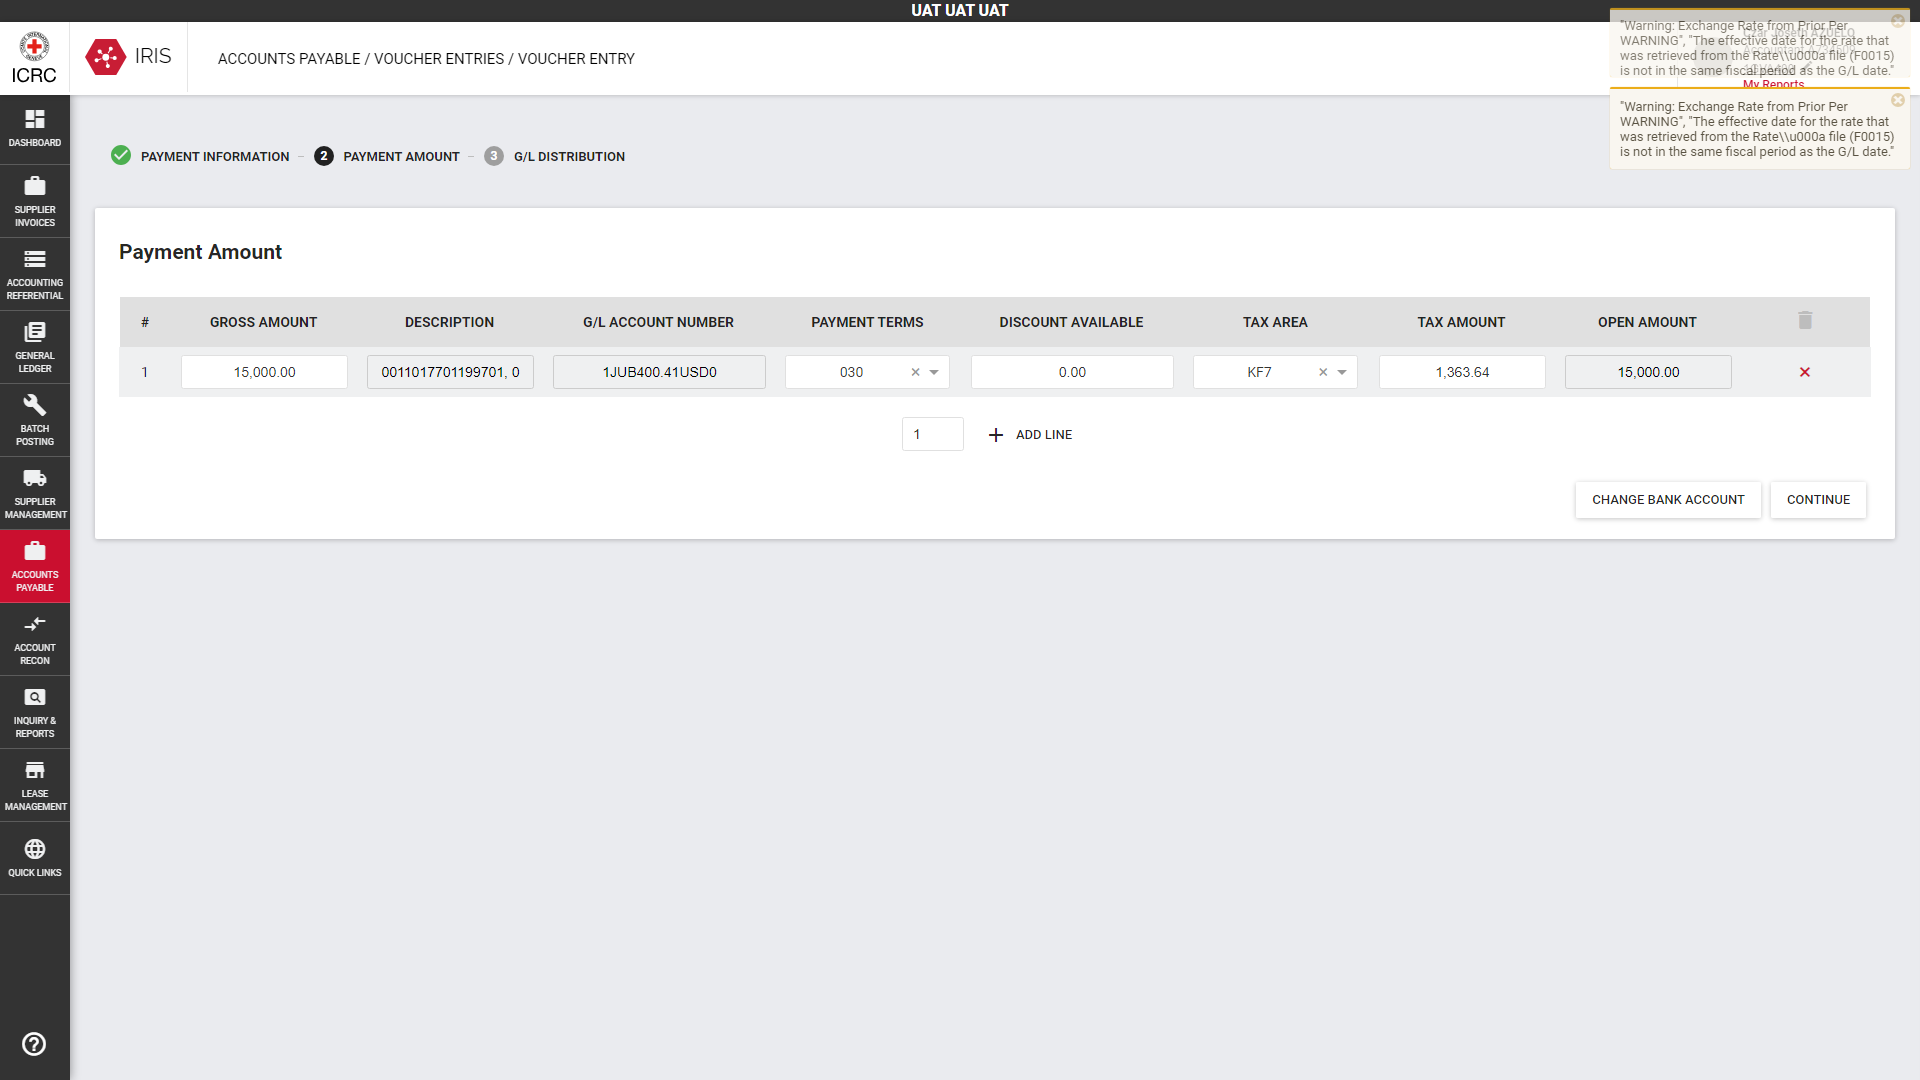 UAT UAT UAT
ICRC
IRIS
ACCOUNTS PAYABLE / VOUCHER ENTRIES / VOUCHER ENTRY
"Warning: Exchange Rate from Prior Per
WARNING", "The effective date for the rate that
was retrieved from the Rate\\u000a file (F0015)
is not in the same fiscal period as the G/L date."
My Reports
"Warning: Exchange Rate from Prior Per
WARNING", "The effective date for the rate that
was retrieved from the Rate\\u000a file (F0015)
is not in the same fiscal period as the G/L date."
DASHBOARD
SUPPLIER
INVOICES
ACCOUNTING
REFERENTIAL
GENERAL
LEDGER
BATCH
POSTING
SUPPLIER
MANAGEMENT
ACCOUNTS
PAYABLE
ACCOUNT
RECON
INQUIRY &
REPORTS
LEASE
MANAGEMENT
QUICK LINKS
PAYMENT INFORMATION
2 PAYMENT AMOUNT
3 G/L DISTRIBUTION
Payment Amount
# GROSS AMOUNT DESCRIPTION G/L ACCOUNT NUMBER PAYMENT TERMS DISCOUNT AVAILABLE TAX AREA TAX AMOUNT OPEN AMOUNT
1 15,000.00 0011017701199701, 0 1JUB400.41USD0 030 0.00 KF7 1,363.64 15,000.00
1 ADD LINE
CHANGE BANK ACCOUNT CONTINUE